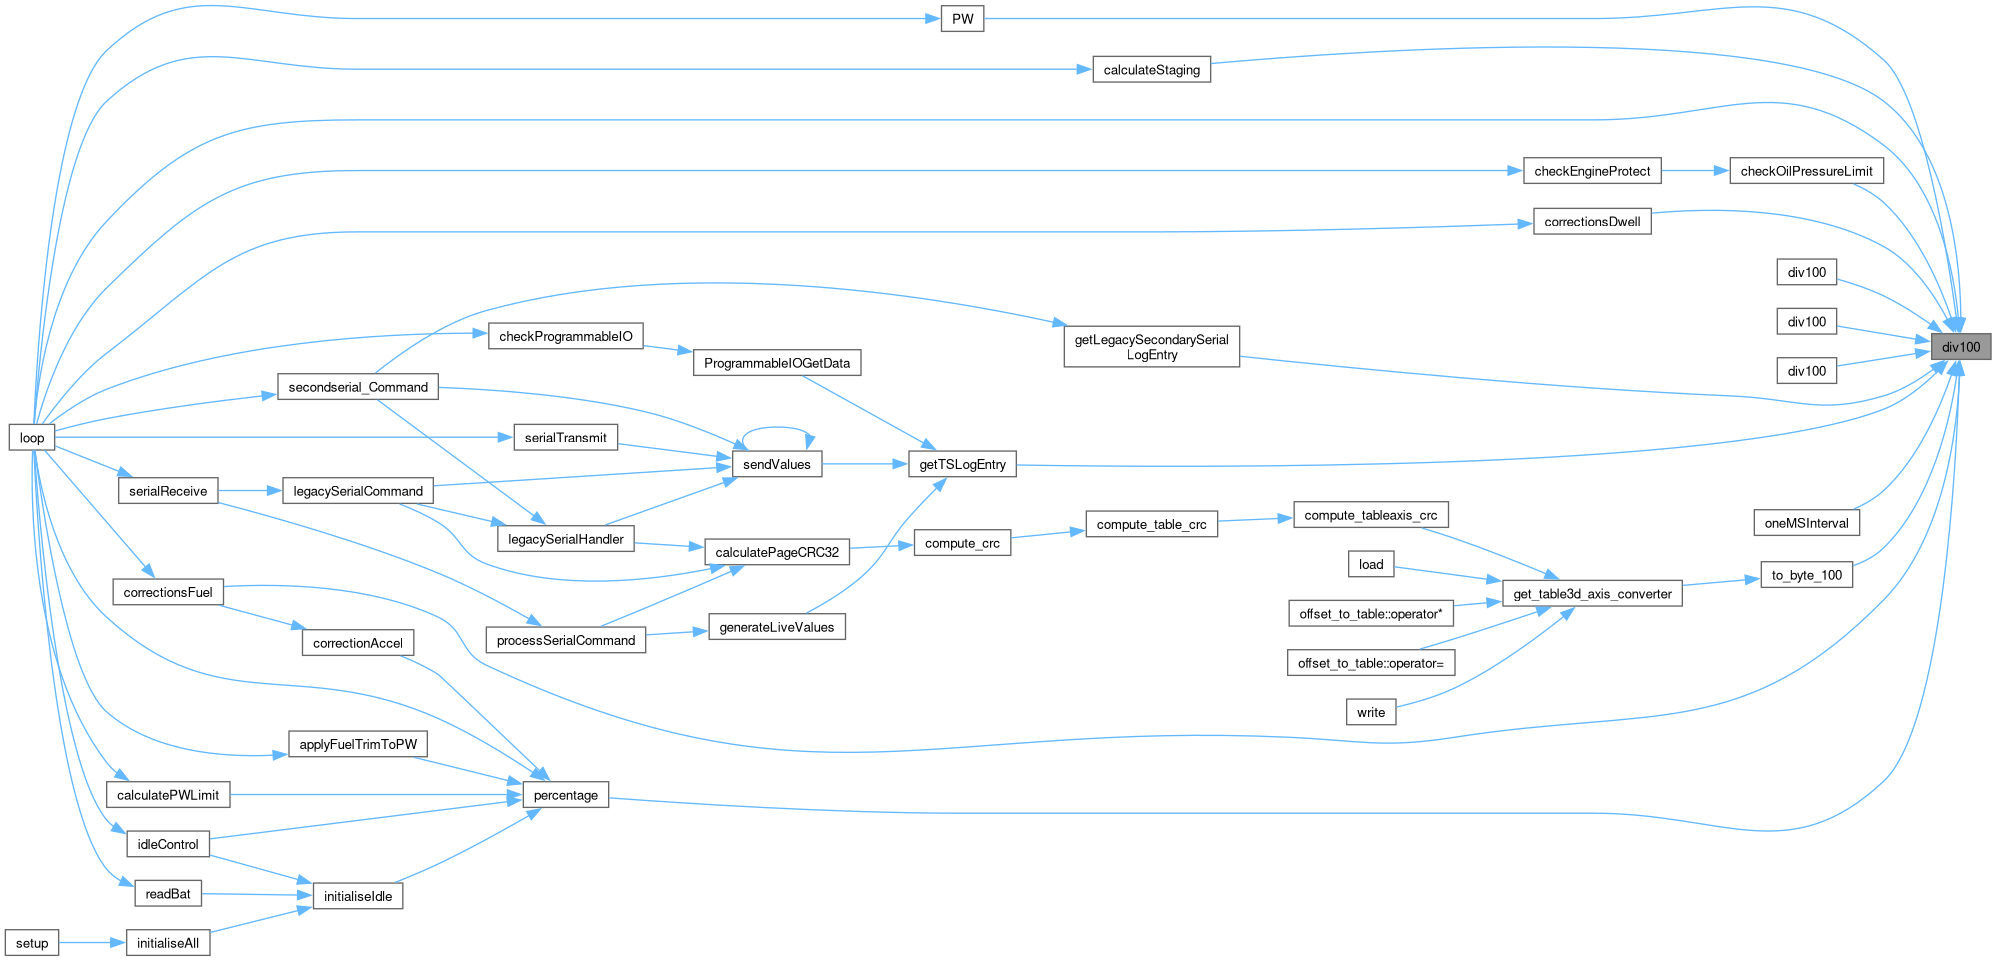 PW
calculateStaging
checkEngineProtect
checkOilPressureLimit
correctionsDwell
div100
div100
checkProgrammableIO
getLegacySecondarySerial
LogEntry
div100
ProgrammableIOGetData
div100
secondserial_Command
loop
serialTransmit
sendValues
getTSLogEntry
serialReceive
legacySerialCommand
compute_tableaxis_crc
oneMSInterval
compute_table_crc
legacySerialHandler
compute_crc
calculatePageCRC32
load
to_byte_100
correctionsFuel
get_table3d_axis_converter
offset_to_table::operator*
generateLiveValues
processSerialCommand
correctionAccel
offset_to_table::operator=
write
applyFuelTrimToPW
calculatePWLimit
percentage
idleControl
readBat
initialiseIdle
setup
initialiseAll